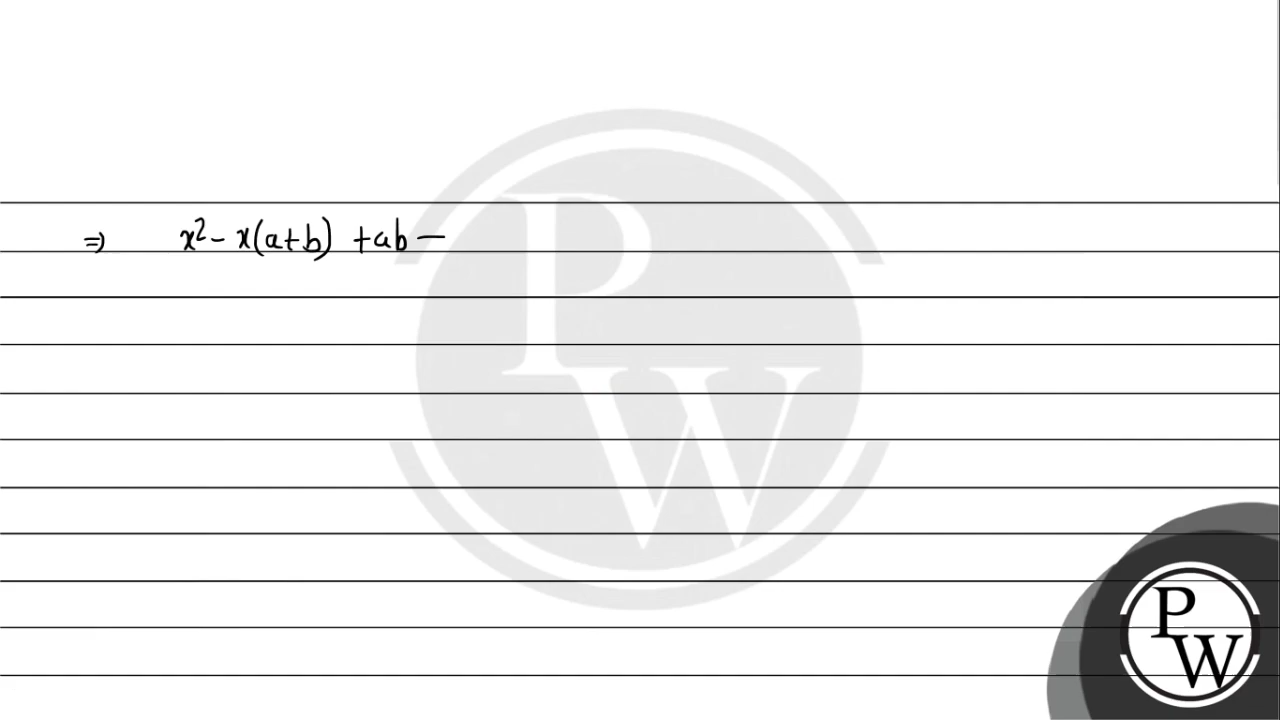 ⇒ x² - x(a+b) + ab —
P
W
P
W